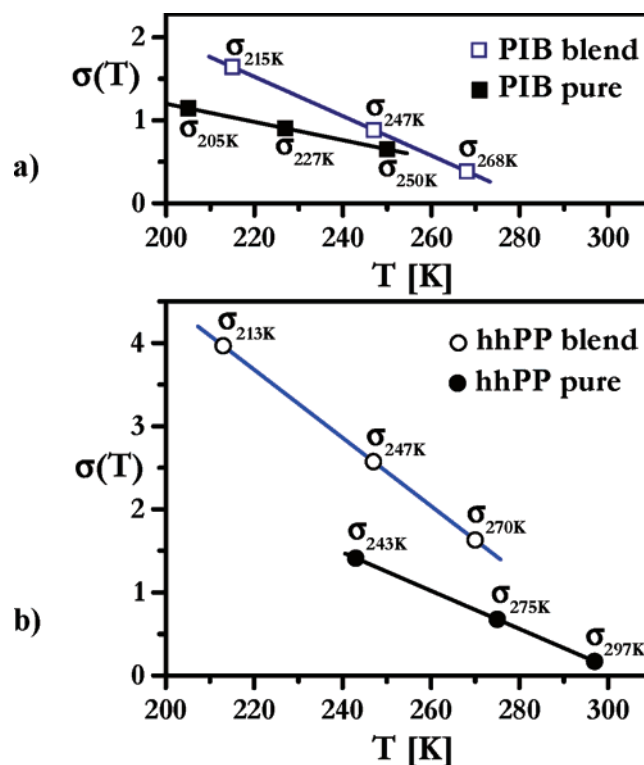 2
σ(T)
σ215K
PIB blend
PIB pure
1
σ247K
σ205K
σ227K
σ250K
σ268K
a)
0
200 220 240 260 280 300
T [K]
4
σ213K
hhPP blend
hhPP pure
3
σ247K
σ(T)
2
σ243K
σ270K
1
σ275K
σ297K
b)
0
200 220 240 260 280 300
T [K]